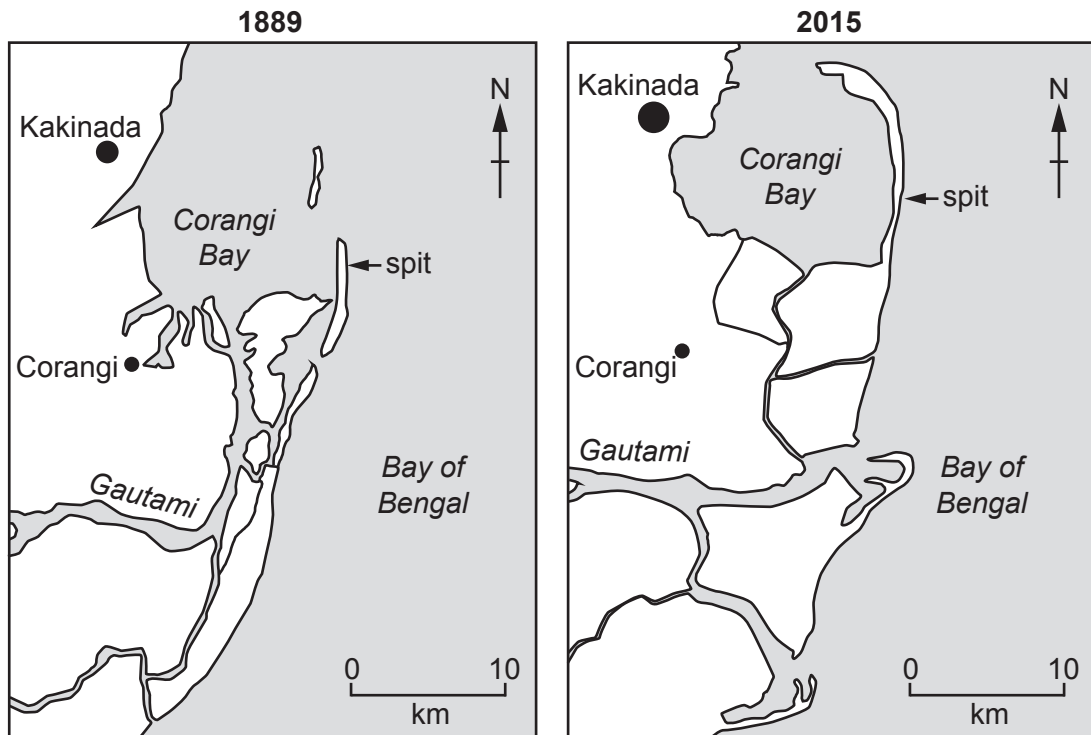 1889
N
Kakinada
Corangi
Bay
spit
Corangi
Gautami
Bay of
Bengal
0 10
km
2015
N
Kakinada
Corangi
Bay
spit
Corangi
Gautami
Bay of
Bengal
0 10
km